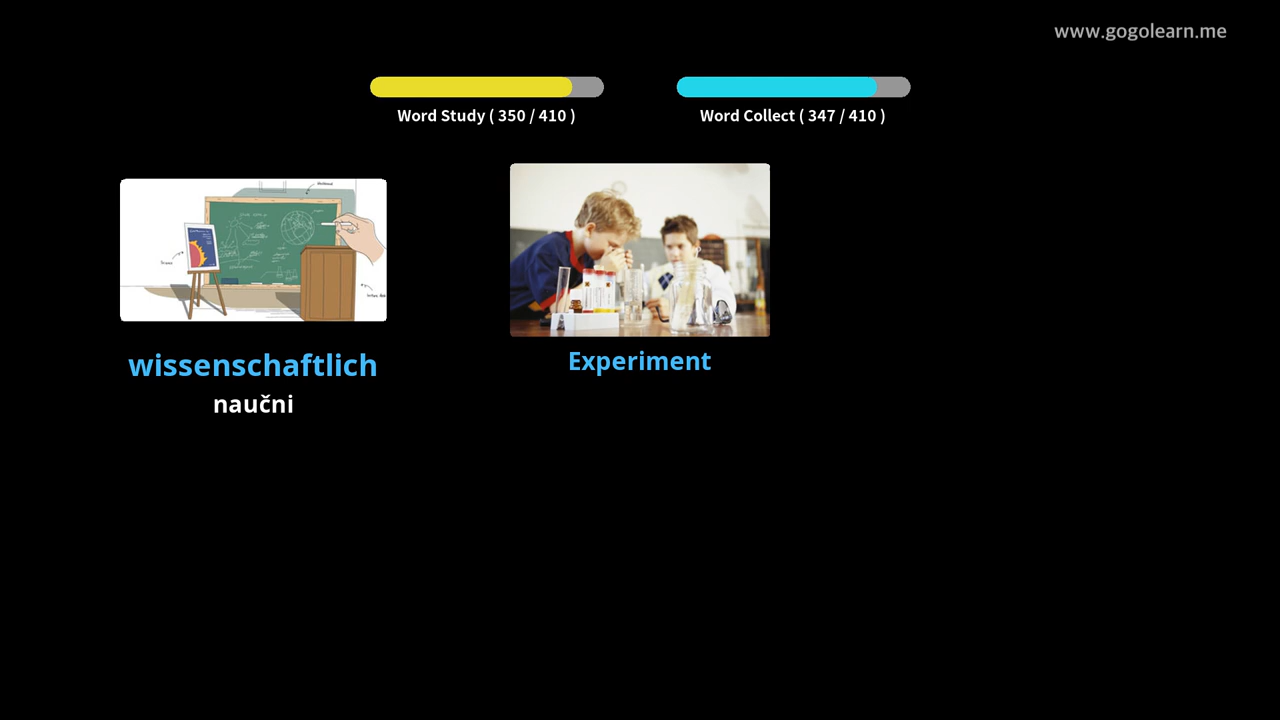 www.gogolearn.me
Word Study ( 350 / 410 )
Word Collect ( 347 / 410 )
wissenschaftlich
naučni
Experiment